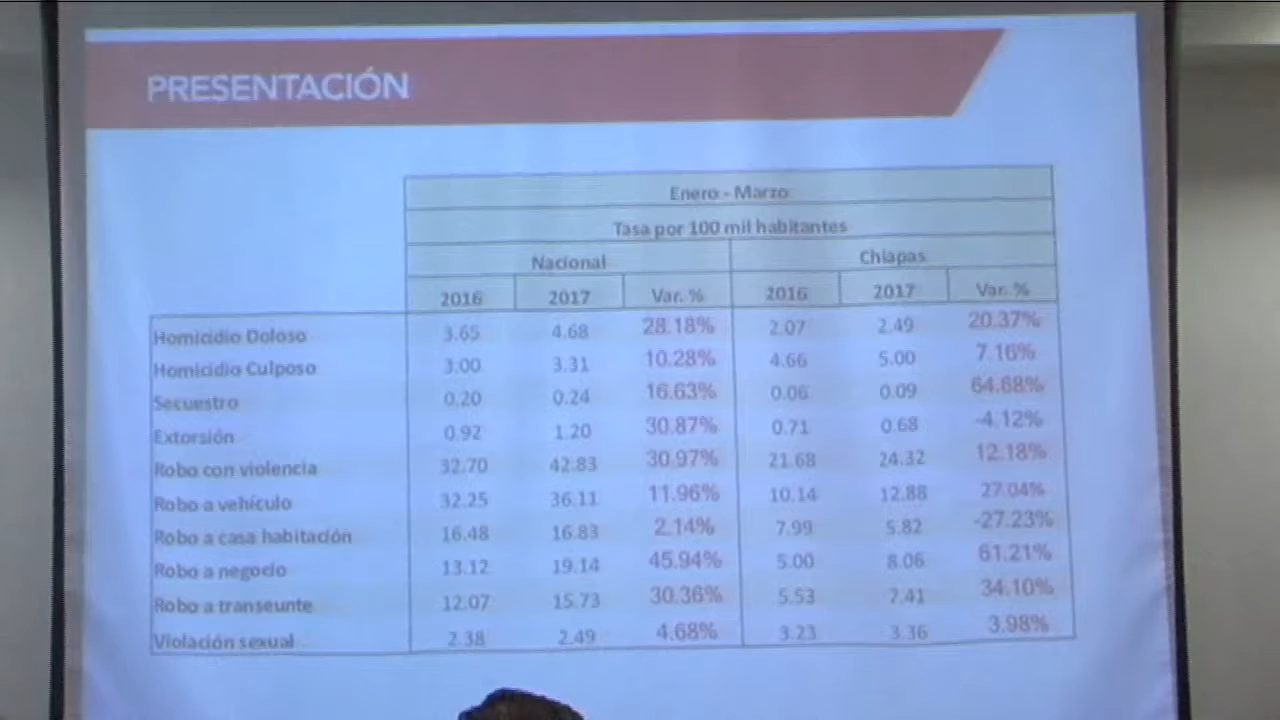 PRESENTACIÓN
Enero - Marzo
Tasa por 100 mil habitantes
Nacional Chiapas
2016 2017 Var. % 2016 2017 Var. %
Homicidio Doloso 3.65 4.68 28.18% 2.07 2.49 20.37%
Homicidio Culposo 3.00 3.31 10.28% 4.66 5.00 7.16%
Secuestro 0.20 0.24 16.63% 0.06 0.09 64.68%
Extorsión 0.92 1.20 30.87% 0.71 0.68 -4.12%
Robo con violencia 32.70 42.83 30.97% 21.68 24.32 12.18%
Robo a vehículo 32.25 36.11 11.96% 10.14 12.88 27.04%
Robo a casa habitación 16.48 16.83 2.14% 7.99 5.82 -27.23%
Robo a negocio 13.12 19.14 45.94% 5.00 8.06 61.21%
Robo a transeunte 12.07 15.73 30.36% 5.53 7.41 34.10%
Violación sexual 2.38 2.49 4.68% 3.23 3.36 3.98%